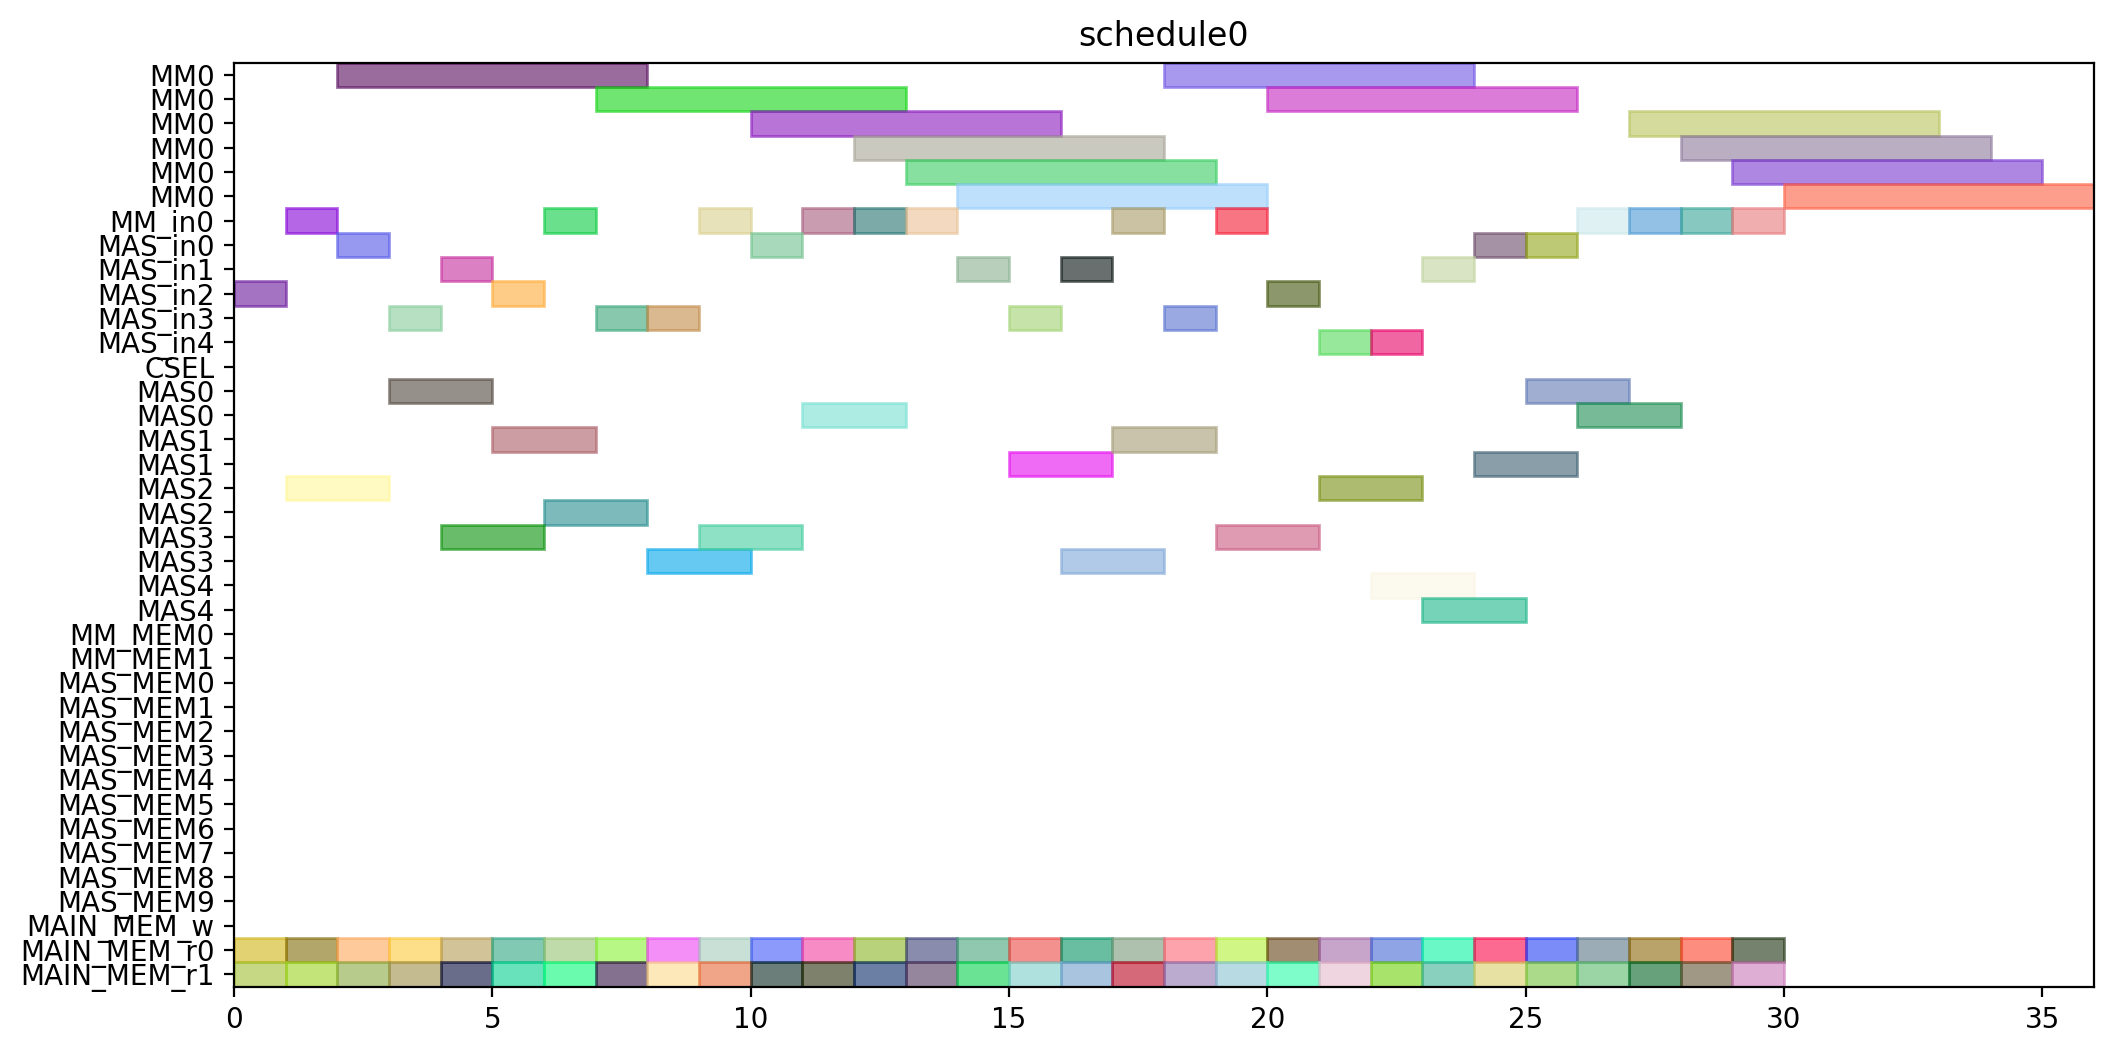 schedule0
MM0
MM0
MM0
MM0
MM0
MM0
MM_in0
MAS_in0
MAS_in1
MAS_in2
MAS_in3
MAS_in4
CSEL
MAS0
MAS0
MAS1
MAS1
MAS2
MAS2
MAS3
MAS3
MAS4
MAS4
MM_MEM0
MM_MEM1
MAS_MEM0
MAS_MEM1
MAS_MEM2
MAS_MEM3
MAS_MEM4
MAS_MEM5
MAS_MEM6
MAS_MEM7
MAS_MEM8
MAS_MEM9
MAIN_MEM_w
MAIN_MEM_r0
MAIN_MEM_r1
0 5 10 15 20 25 30 35